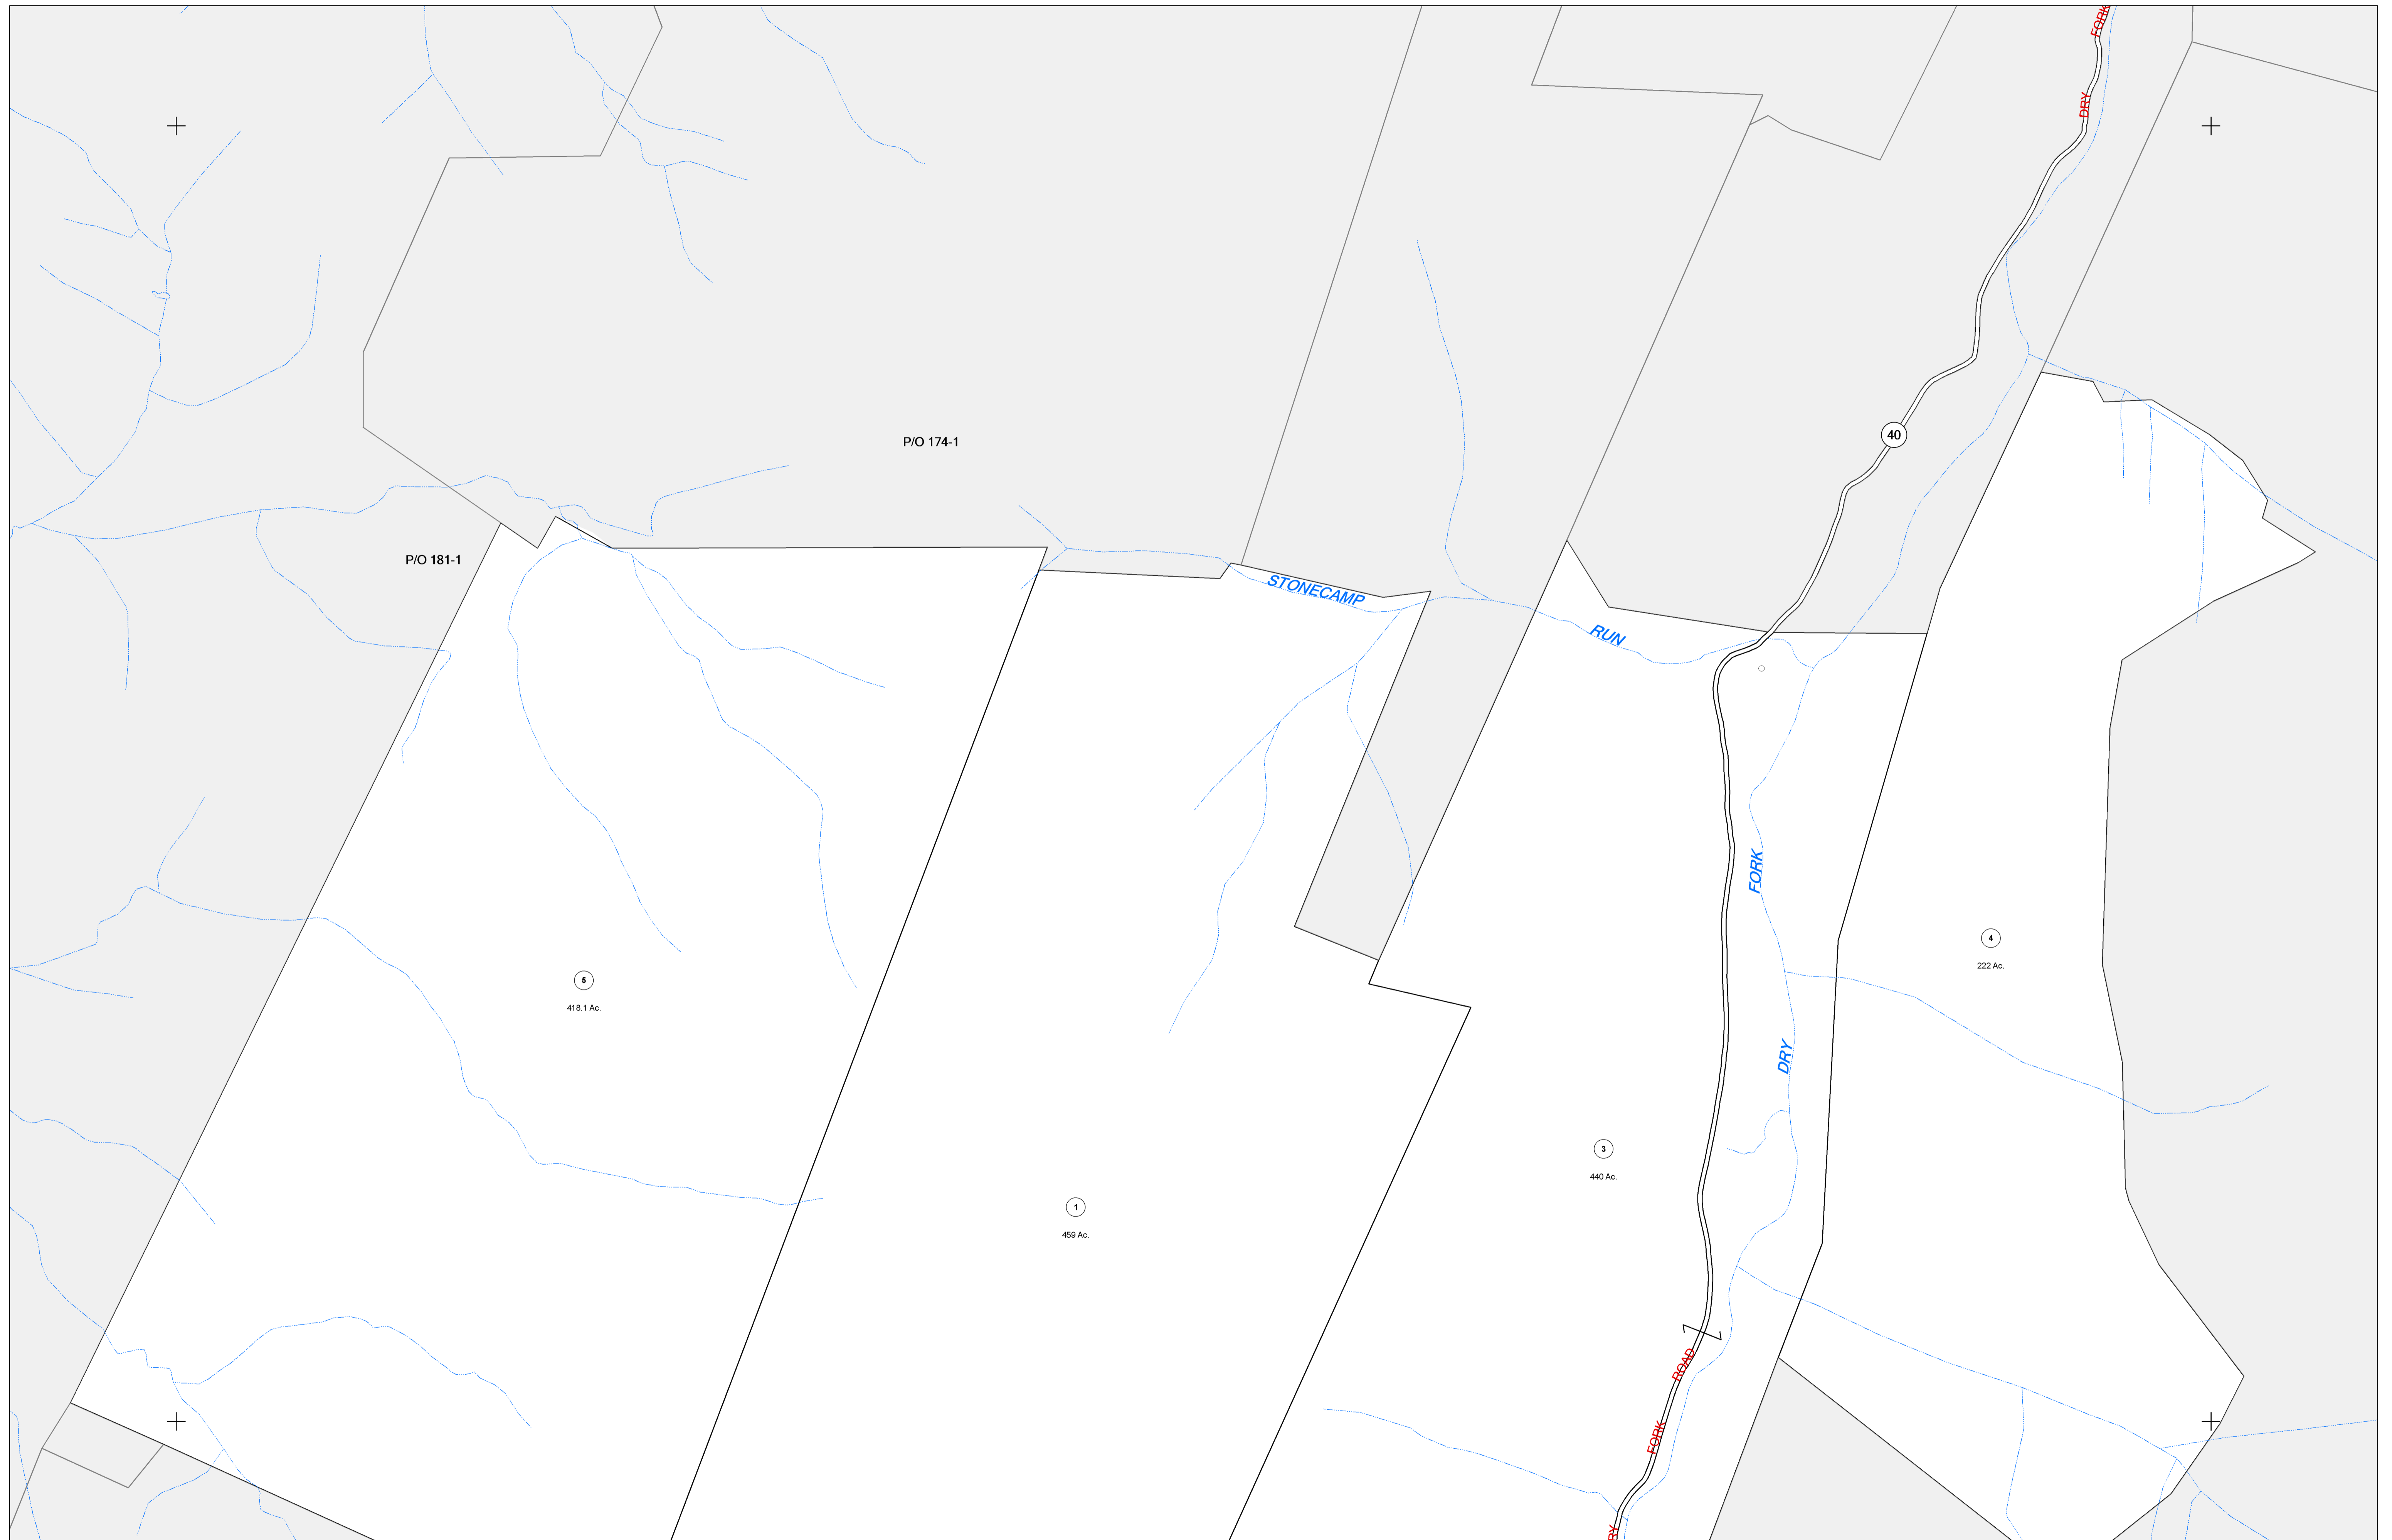 FORK
DRY
40
P/O 174-1
P/O 181-1
STONECAMP
RUN
FORK
4
222 Ac.
5
418.1 Ac.
DRY
3
440 Ac.
1
459 Ac.
ROAD
FORK
RY